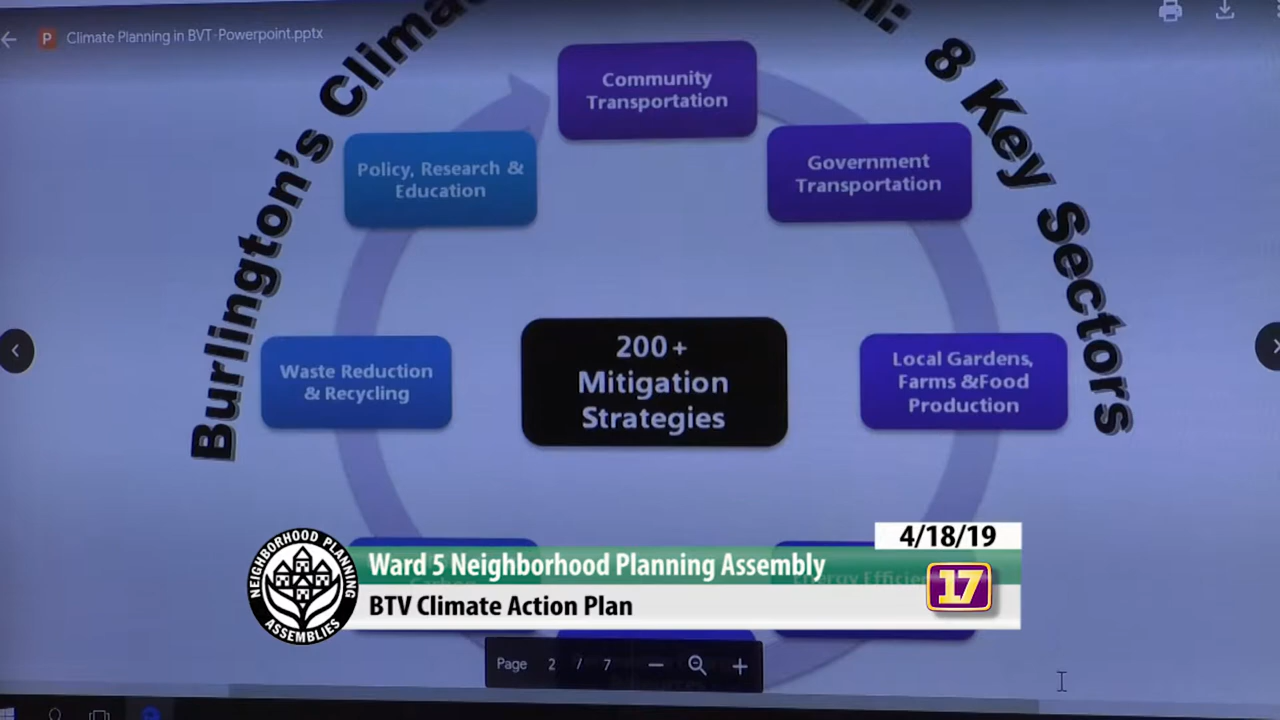 Climate Planning in BVT-Powerpoint.pptx
Burlington's
8 Key Sectors
Community
Transportation
Policy, Research &
Education
Government
Transportation
Waste Reduction
& Recycling
200+
Mitigation
Strategies
Local Gardens,
Farms &Food
Production
4/18/19
NEIGHBORHOOD PLANNING
ASSEMBLIES
Ward 5 Neighborhood Planning Assembly
BTV Climate Action Plan
17
Page 2 / 7